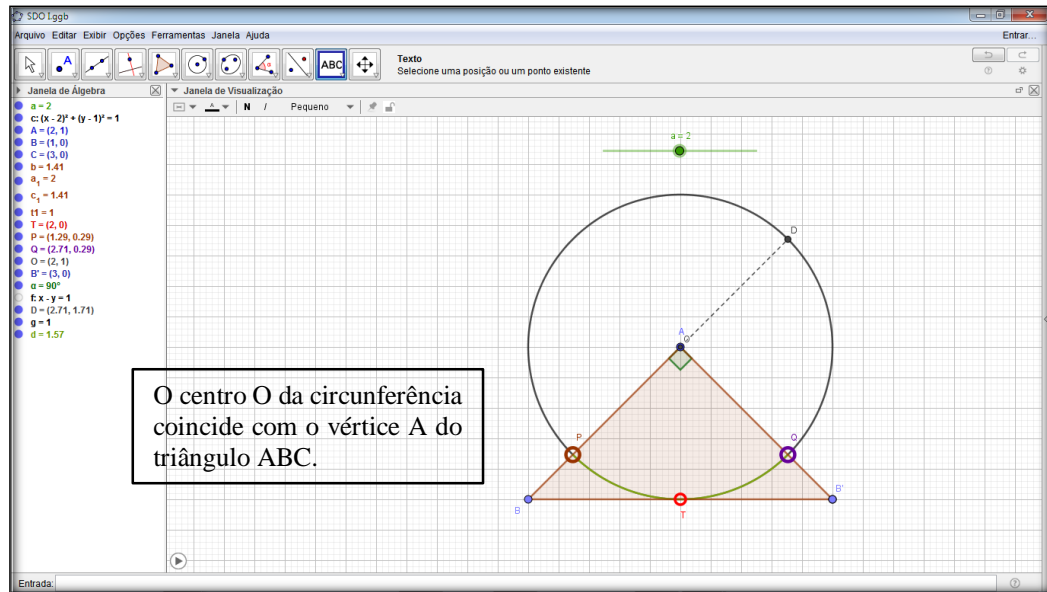 SDO I.ggb
Arquivo Editar Exibir Opções Ferramentas Janela Ajuda
Entrar...
ABC
Texto
Selecione uma posição ou um ponto existente
Janela de Álgebra
Janela de Visualização
N I Pequeno
a = 2
c: (x - 2)² + (y - 1)² = 1
A = (2, 1)
B = (1, 0)
C = (3, 0)
b = 1.41
a₁ = 2
c₁ = 1.41
t1 = 1
T = (2, 0)
P = (1.29, 0.29)
Q = (2.71, 0.29)
O = (2, 1)
B' = (3, 0)
α = 90°
f: x - y = 1
D = (2.71, 1.71)
g = 1
d = 1.57
a = 2
D
A
O
O centro O da circunferência
coincide com o vértice A do
triângulo ABC.
P
Q
B
B'
T
Entrada: